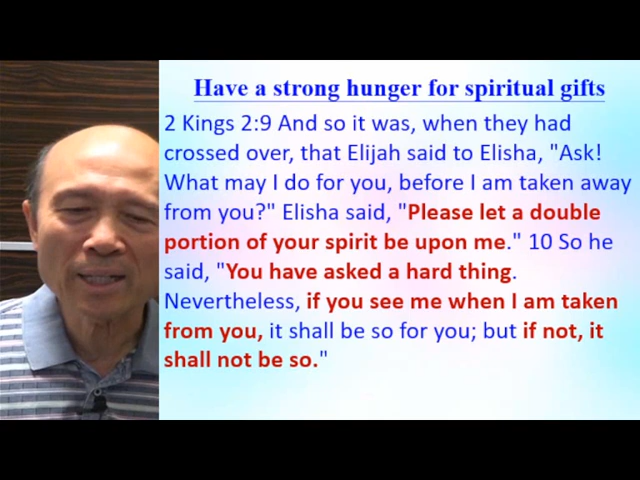 Have a strong hunger for spiritual gifts
2 Kings 2:9 And so it was, when they had
crossed over, that Elijah said to Elisha, "Ask!
What may I do for you, before I am taken away
from you?" Elisha said, "Please let a double
portion of your spirit be upon me." 10 So he
said, "You have asked a hard thing.
Nevertheless, if you see me when I am taken
from you, it shall be so for you; but if not, it
shall not be so."